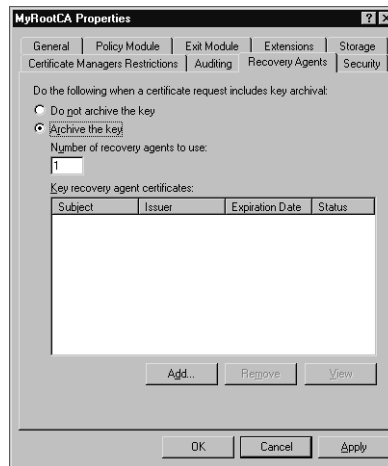 MyRootCA Properties
General Policy Module Exit Module Extensions Storage
Certificate Managers Restrictions Auditing Recovery Agents Security
Do the following when a certificate request includes key archival:
Do not archive the key
Archive the key
Number of recovery agents to use:
1
Key recovery agent certificates:
Subject Issuer Expiration Date Status
Add... Remove View
OK Cancel Apply